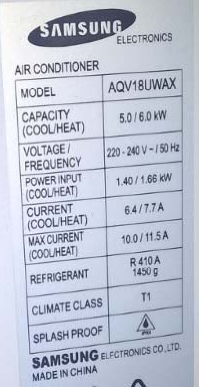 SAMSUNG
ELECTRONICS
AIR CONDITIONER
MODEL AQV18UWAX
CAPACITY
(COOL/HEAT) 5.0 / 6.0 kW
VOLTAGE /
FREQUENCY 220 - 240 V ~ / 50 Hz
POWER INPUT
(COOL/HEAT) 1.40 / 1.66 kW
CURRENT
(COOL/HEAT) 6.4 / 7.7 A
MAX CURRENT
(COOL/HEAT) 10.0 / 11.5 A
REFRIGERANT R 410 A
1450 g
CLIMATE CLASS T1
SPLASH PROOF
SAMSUNG ELECTRONICS CO., LTD.
MADE IN CHINA